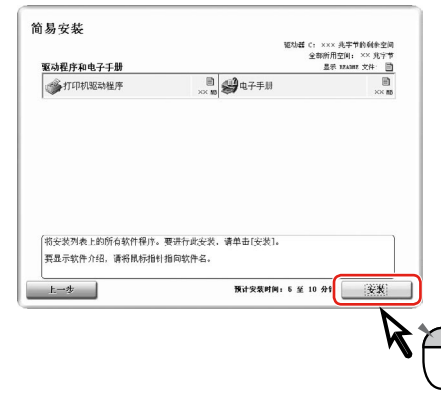 简易安装
驱动器 C: ××× 兆字节的剩余空间
全部所用空间: ×× 兆字节
显示 README 文件:
驱动程序和电子手册
打印机驱动程序
×× MB
电子手册
×× MB
将安装列表上的所有软件程序。要进行此安装，请单击[安装]。
要显示软件介绍，请将鼠标指针指向软件名。
上一步
预计安装时间: 5 至 10 分钟
安装